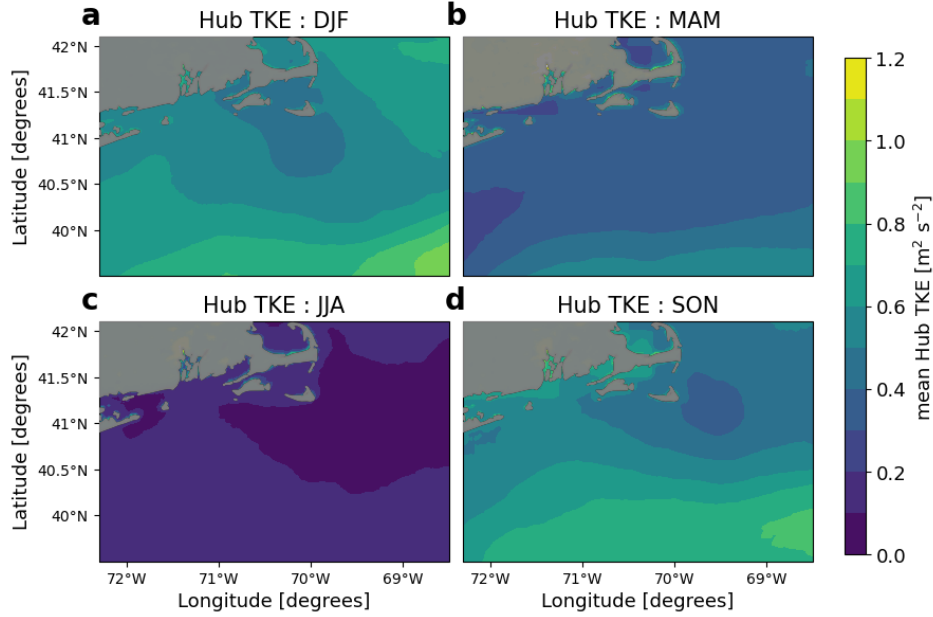 a Hub TKE : DJF
b Hub TKE : MAM
42°N
41.5°N
41°N
40.5°N
40°N
Latitude [degrees]
c Hub TKE : JJA
d Hub TKE : SON
42°N
41.5°N
41°N
40.5°N
40°N
Latitude [degrees]
72°W 71°W 70°W 69°W
Longitude [degrees]
72°W 71°W 70°W 69°W
Longitude [degrees]
1.2
1.0
0.8
0.6
0.4
0.2
0.0
mean Hub TKE [m² s⁻²]